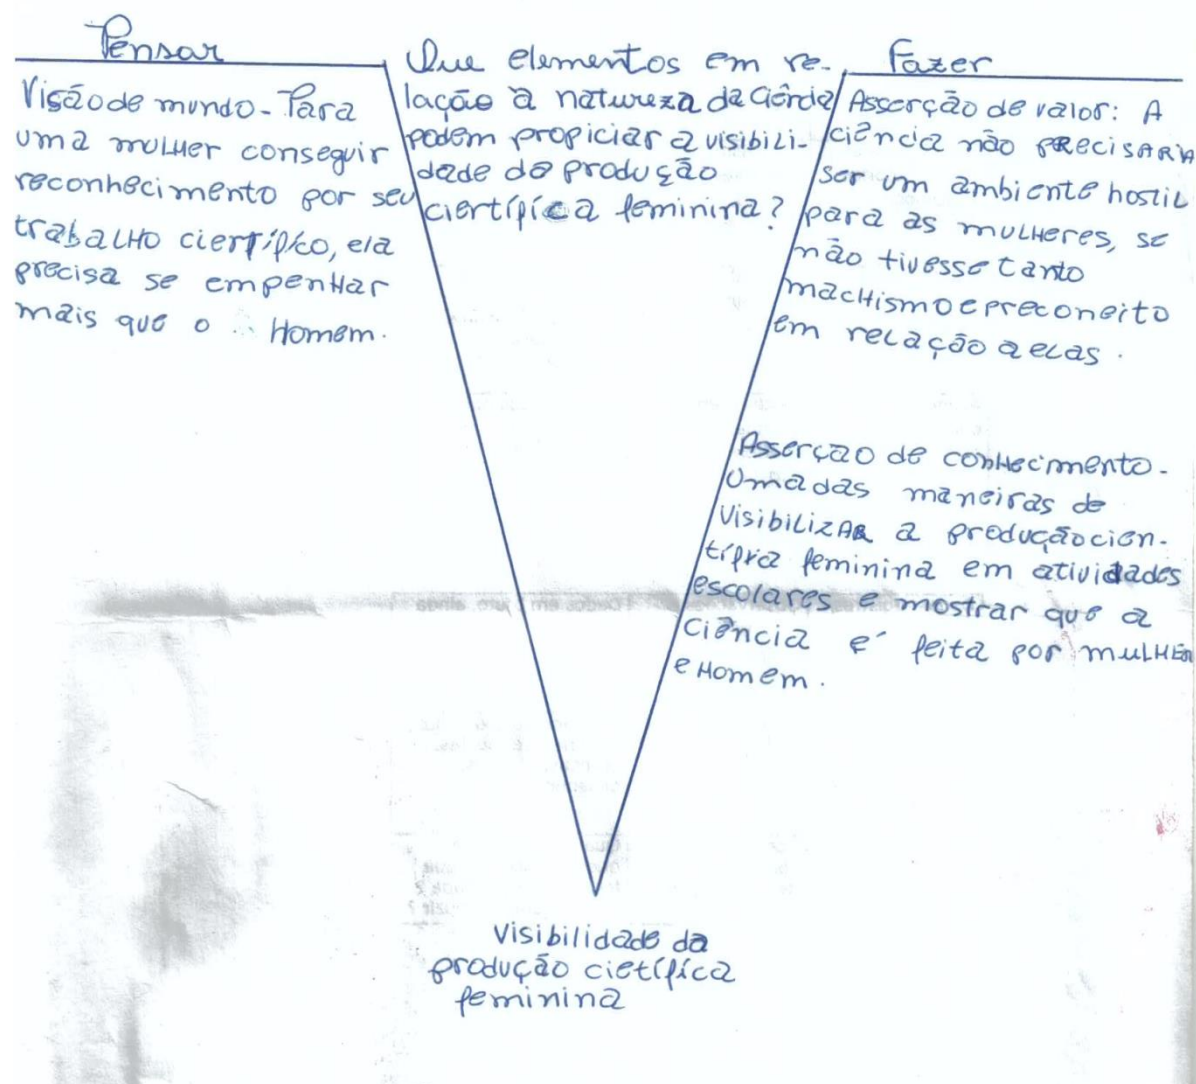 Pensar
Visão de mundo - Para
uma mulher conseguir
reconhecimento por seu
trabalho científico, ela
precisa se empenhar
mais que o Homem.
Que elementos em re-
lação à natureza da Ciência
podem propiciar a visibili-
dade da produção
científica feminina?
Fazer
Asserção de valor: A
ciência não PRECISARIA
ser um ambiente hostil
para as mulheres, se
não tivesse tanto
machismo e preconeito
em relação a elas.
Asserção de conhecimento -
Uma das maneiras de
visibilizar a produção cien-
tífica feminina em atividades
escolares e mostrar que a
Ciência é feita por mulher
e Homem.
Visibilidade da
produção cietífica
feminina